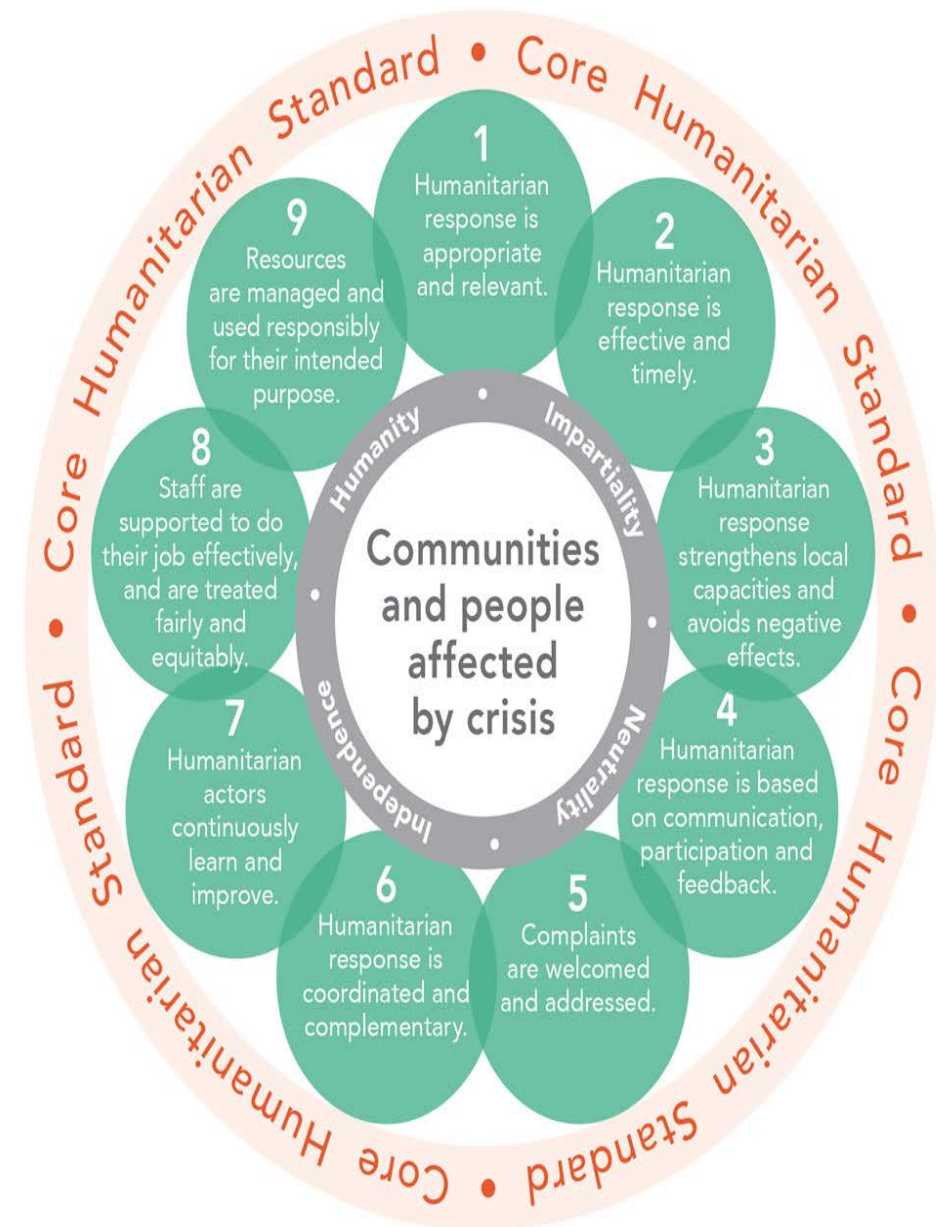 Core Humanitarian Standard • Core Humanitarian Standard • Core Humanitarian Standard • Core Humanitarian Standard •
1
Humanitarian
response is
appropriate
and relevant.
2
Humanitarian
response is
effective and
timely.
3
Humanitarian
response
strengthens local
capacities and
avoids negative
effects.
4
Humanitarian
response is based
on communication,
participation and
feedback.
5
Complaints
are welcomed
and addressed.
6
Humanitarian
response is
coordinated and
complementary.
7
Humanitarian
actors
continuously
learn and
improve.
8
Staff are
supported to do
their job effectively,
and are treated
fairly and
equitably.
9
Resources
are managed and
used responsibly
for their intended
purpose.
Humanity • Impartiality • Neutrality • Independence •
Communities
and people
affected
by crisis